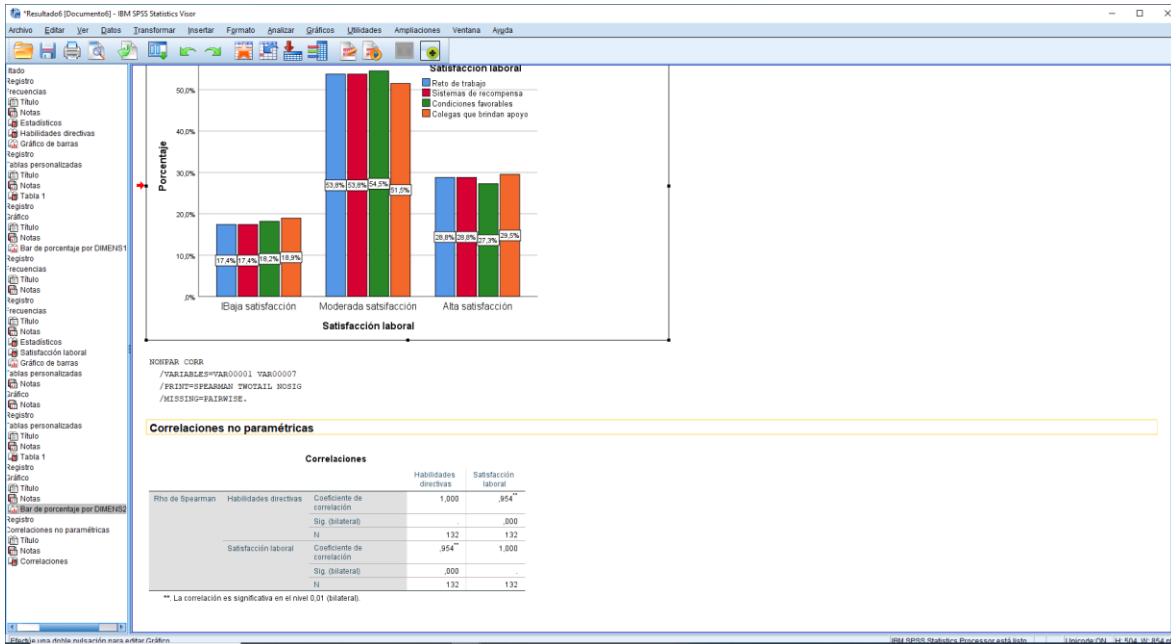 *Resultado6 [Documento6] - IBM SPSS Statistics Visor
Archivo Editar Ver Datos Transformar Insertar Formato Analizar Gráficos Utilidades Ampliaciones Ventana Ayuda
ltado
Registro
Frecuencias
Título
Notas
Estadísticos
Habilidades directivas
Gráfico de barras
Registro
Tablas personalizadas
Título
Notas
Tabla 1
Registro
Gráfico
Título
Notas
Bar de porcentaje por DIMENS1
Registro
Frecuencias
Título
Notas
Registro
Frecuencias
Título
Notas
Estadísticos
Satisfacción laboral
Gráfico de barras
Tablas personalizadas
Notas
Gráfico
Notas
Registro
Tablas personalizadas
Título
Notas
Tabla 1
Registro
Gráfico
Título
Notas
Bar de porcentaje por DIMENS2
Registro
Correlaciones no paramétricas
Título
Notas
Correlaciones
Satisfacción laboral
Reto de trabajo
Sistemas de recompensa
Condiciones favorables
Colegas que brindan apoyo
Porcentaje
50,0%
40,0%
30,0%
20,0%
10,0%
,0%
17,4% 17,4% 18,2% 18,9%
53,8% 53,8% 54,5% 51,5%
28,8% 28,8% 27,3% 29,5%
lBaja satisfacción Moderada satsifacción Alta satisfacción
Satisfacción laboral
NONPAR CORR
/VARIABLES=VAR00001 VAR00007
/PRINT=SPEARMAN TWOTAIL NOSIG
/MISSING=PAIRWISE.
Correlaciones no paramétricas
Correlaciones
Habilidades directivas Satisfacción laboral
Rho de Spearman Habilidades directivas Coeficiente de correlación 1,000 ,954**
Sig. (bilateral) . ,000
N 132 132
Satisfacción laboral Coeficiente de correlación ,954** 1,000
Sig. (bilateral) ,000 .
N 132 132
**. La correlación es significativa en el nivel 0,01 (bilateral).
Efectúe una doble pulsación para editar Gráfico
IBM SPSS Statistics Processor está listo Unicode:ON H: 504, W: 854